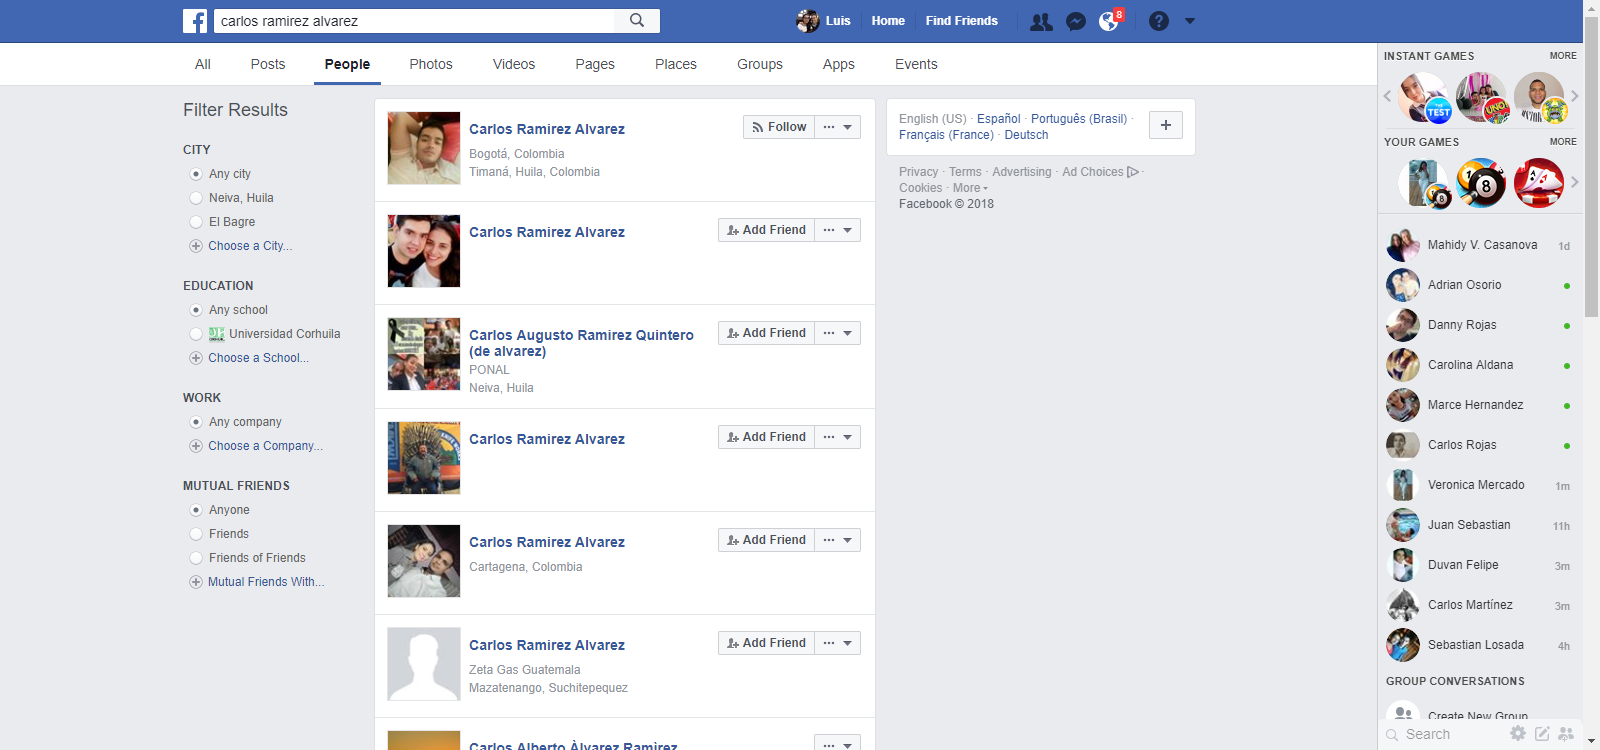 carlos ramirez alvarez
Luis
Home
Find Friends
8
All
Posts
People
Photos
Videos
Pages
Places
Groups
Apps
Events
Filter Results
CITY
Any city
Neiva, Huila
El Bagre
Choose a City...
EDUCATION
Any school
Universidad Corhuila
Choose a School...
WORK
Any company
Choose a Company...
MUTUAL FRIENDS
Anyone
Friends
Friends of Friends
Mutual Friends With...
Carlos Ramirez Alvarez
Follow
Bogotá, Colombia
Timaná, Huila, Colombia
Carlos Ramirez Alvarez
Add Friend
Carlos Augusto Ramirez Quintero
(de alvarez)
Add Friend
PONAL
Neiva, Huila
Carlos Ramirez Alvarez
Add Friend
Carlos Ramirez Alvarez
Add Friend
Cartagena, Colombia
Carlos Ramirez Alvarez
Add Friend
Zeta Gas Guatemala
Mazatenango, Suchitepequez
Carlos Alberto Àlvarez Ramìrez
English (US) · Español · Português (Brasil) ·
Français (France) · Deutsch
Privacy · Terms · Advertising · Ad Choices ·
Cookies · More
Facebook © 2018
INSTANT GAMES
MORE
THE TEST
UNO
YOUR GAMES
MORE
8
8
Mahidy V. Casanova 1d
Adrian Osorio
Danny Rojas
Carolina Aldana
Marce Hernandez
Carlos Rojas
Veronica Mercado 1m
Juan Sebastian 11h
Duvan Felipe 3m
Carlos Martínez 3m
Sebastian Losada 4h
GROUP CONVERSATIONS
Create New Group
Search